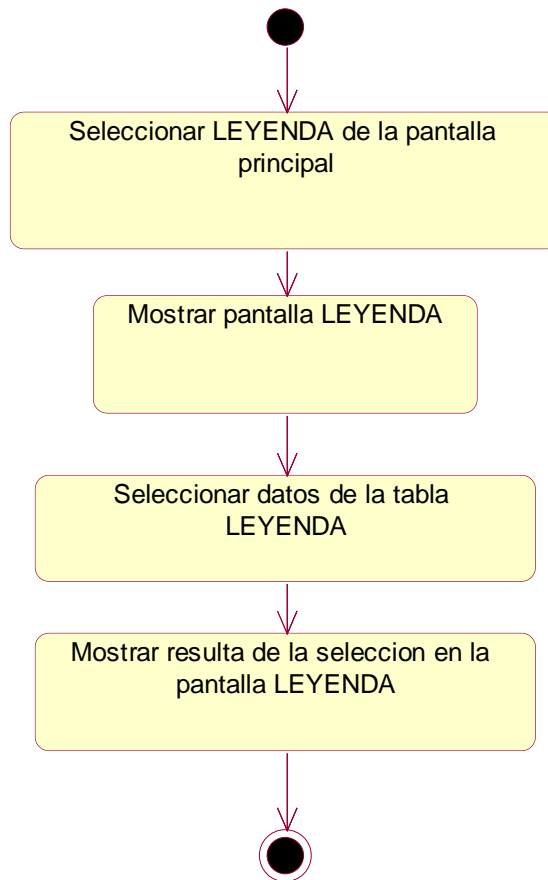 Seleccionar LEYENDA de la pantalla
principal
Mostrar pantalla LEYENDA
Seleccionar datos de la tabla
LEYENDA
Mostrar resulta de la seleccion en la
pantalla LEYENDA